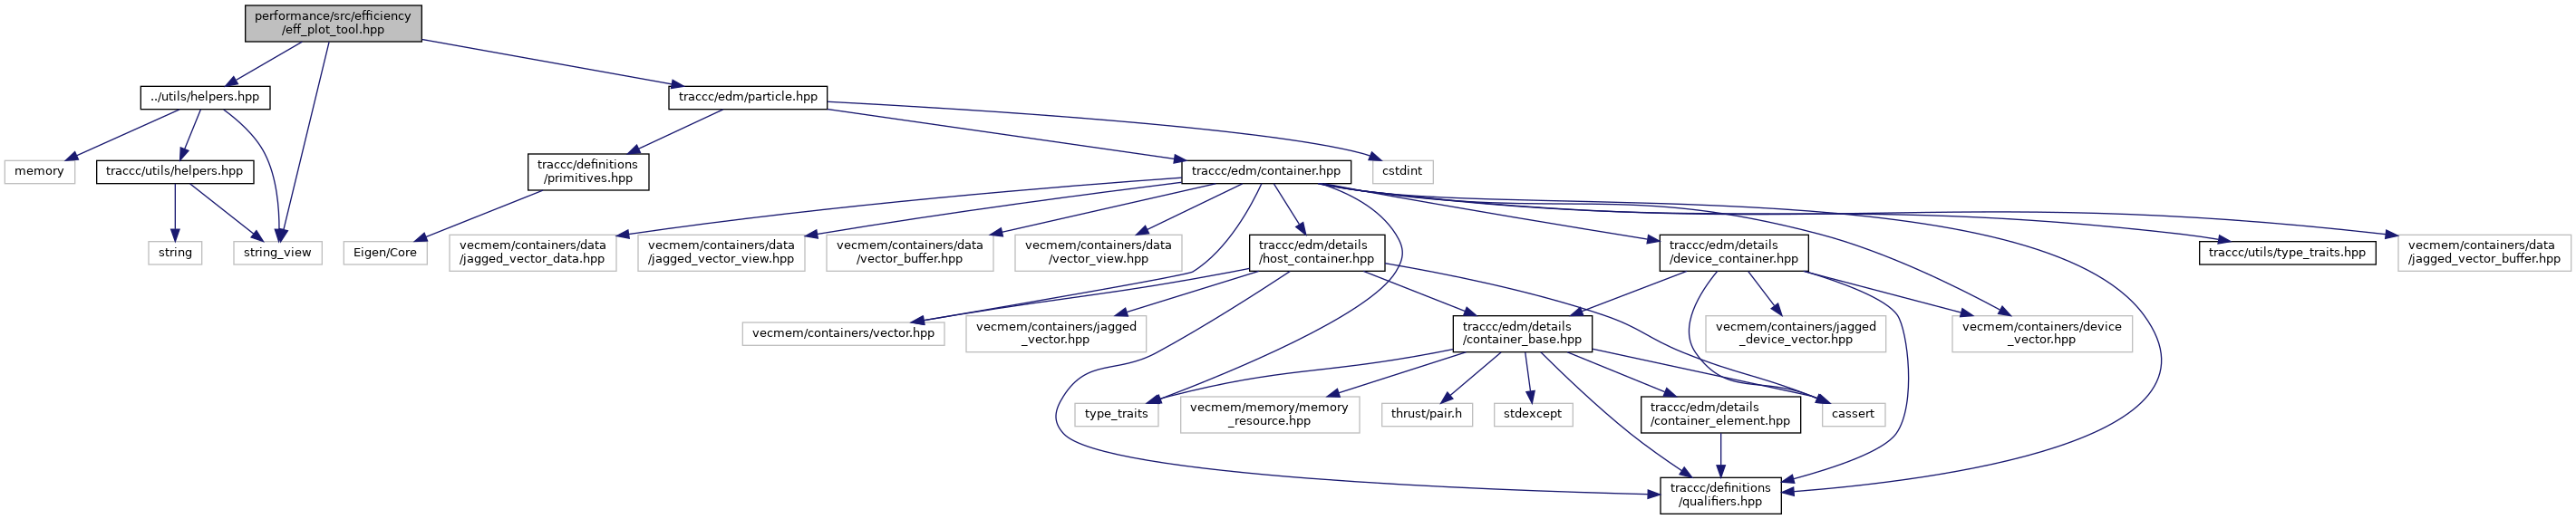 performance/src/efficiency
/eff_plot_tool.hpp
../utils/helpers.hpp
traccc/edm/particle.hpp
memory
traccc/utils/helpers.hpp
traccc/definitions
/primitives.hpp
traccc/edm/container.hpp
cstdint
string
string_view
Eigen/Core
vecmem/containers/data
/jagged_vector_data.hpp
vecmem/containers/data
/jagged_vector_view.hpp
vecmem/containers/data
/vector_buffer.hpp
vecmem/containers/data
/vector_view.hpp
traccc/edm/details
/host_container.hpp
traccc/edm/details
/device_container.hpp
traccc/utils/type_traits.hpp
vecmem/containers/data
/jagged_vector_buffer.hpp
vecmem/containers/vector.hpp
vecmem/containers/jagged
_vector.hpp
traccc/edm/details
/container_base.hpp
vecmem/containers/jagged
_device_vector.hpp
vecmem/containers/device
_vector.hpp
type_traits
vecmem/memory/memory
_resource.hpp
thrust/pair.h
stdexcept
traccc/edm/details
/container_element.hpp
cassert
traccc/definitions
/qualifiers.hpp